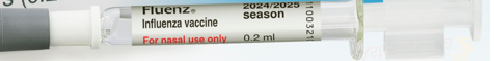 Fluenz®
Influenza vaccine
For nasal use only
2024/2025
season
0.2 ml